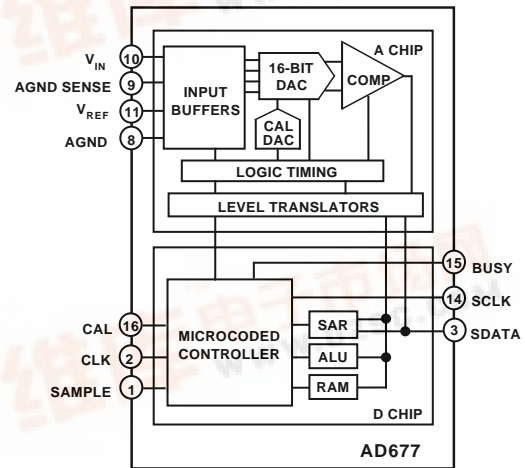 A CHIP
V_IN
10
AGND SENSE
9
V_REF
11
AGND
8
INPUT
BUFFERS
16-BIT
DAC
COMP
CAL
DAC
LOGIC TIMING
LEVEL TRANSLATORS
15
BUSY
14
SCLK
3
SDATA
CAL
16
CLK
2
SAMPLE
1
MICROCODED
CONTROLLER
SAR
ALU
RAM
D CHIP
AD677